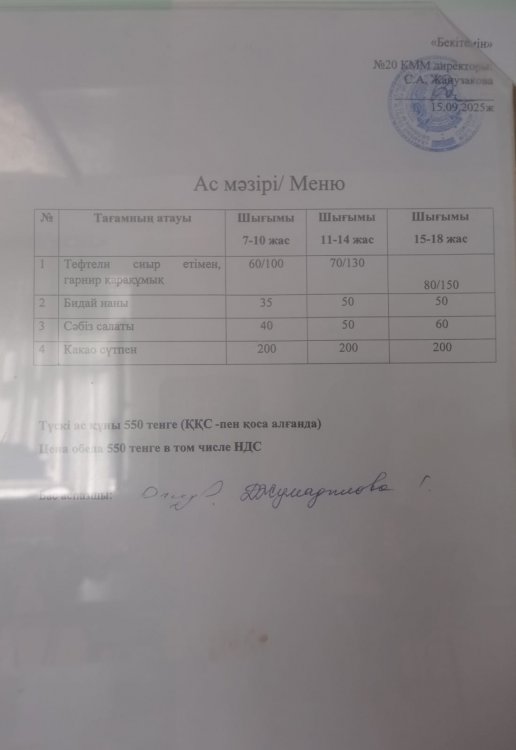 «Бекітемін»
№20 КММ директоры:
С.А. Жанузакова
15.09.2025ж
Ас мәзірі/ Меню
№ Тағамның атауы Шығымы 7-10 жас Шығымы 11-14 жас Шығымы 15-18 жас
1 Тефтели сиыр етімен, гарнир қарақұмық 60/100 70/130 80/150
2 Бидай наны 35 50 50
3 Сәбіз салаты 40 50 60
4 Какао сүтпен 200 200 200
Түскі ас құны 550 тенге (ҚҚС -пен қоса алғанда)
Цена обеда 550 тенге в том числе НДС
Бас аспазшы: Джумадилова Г.